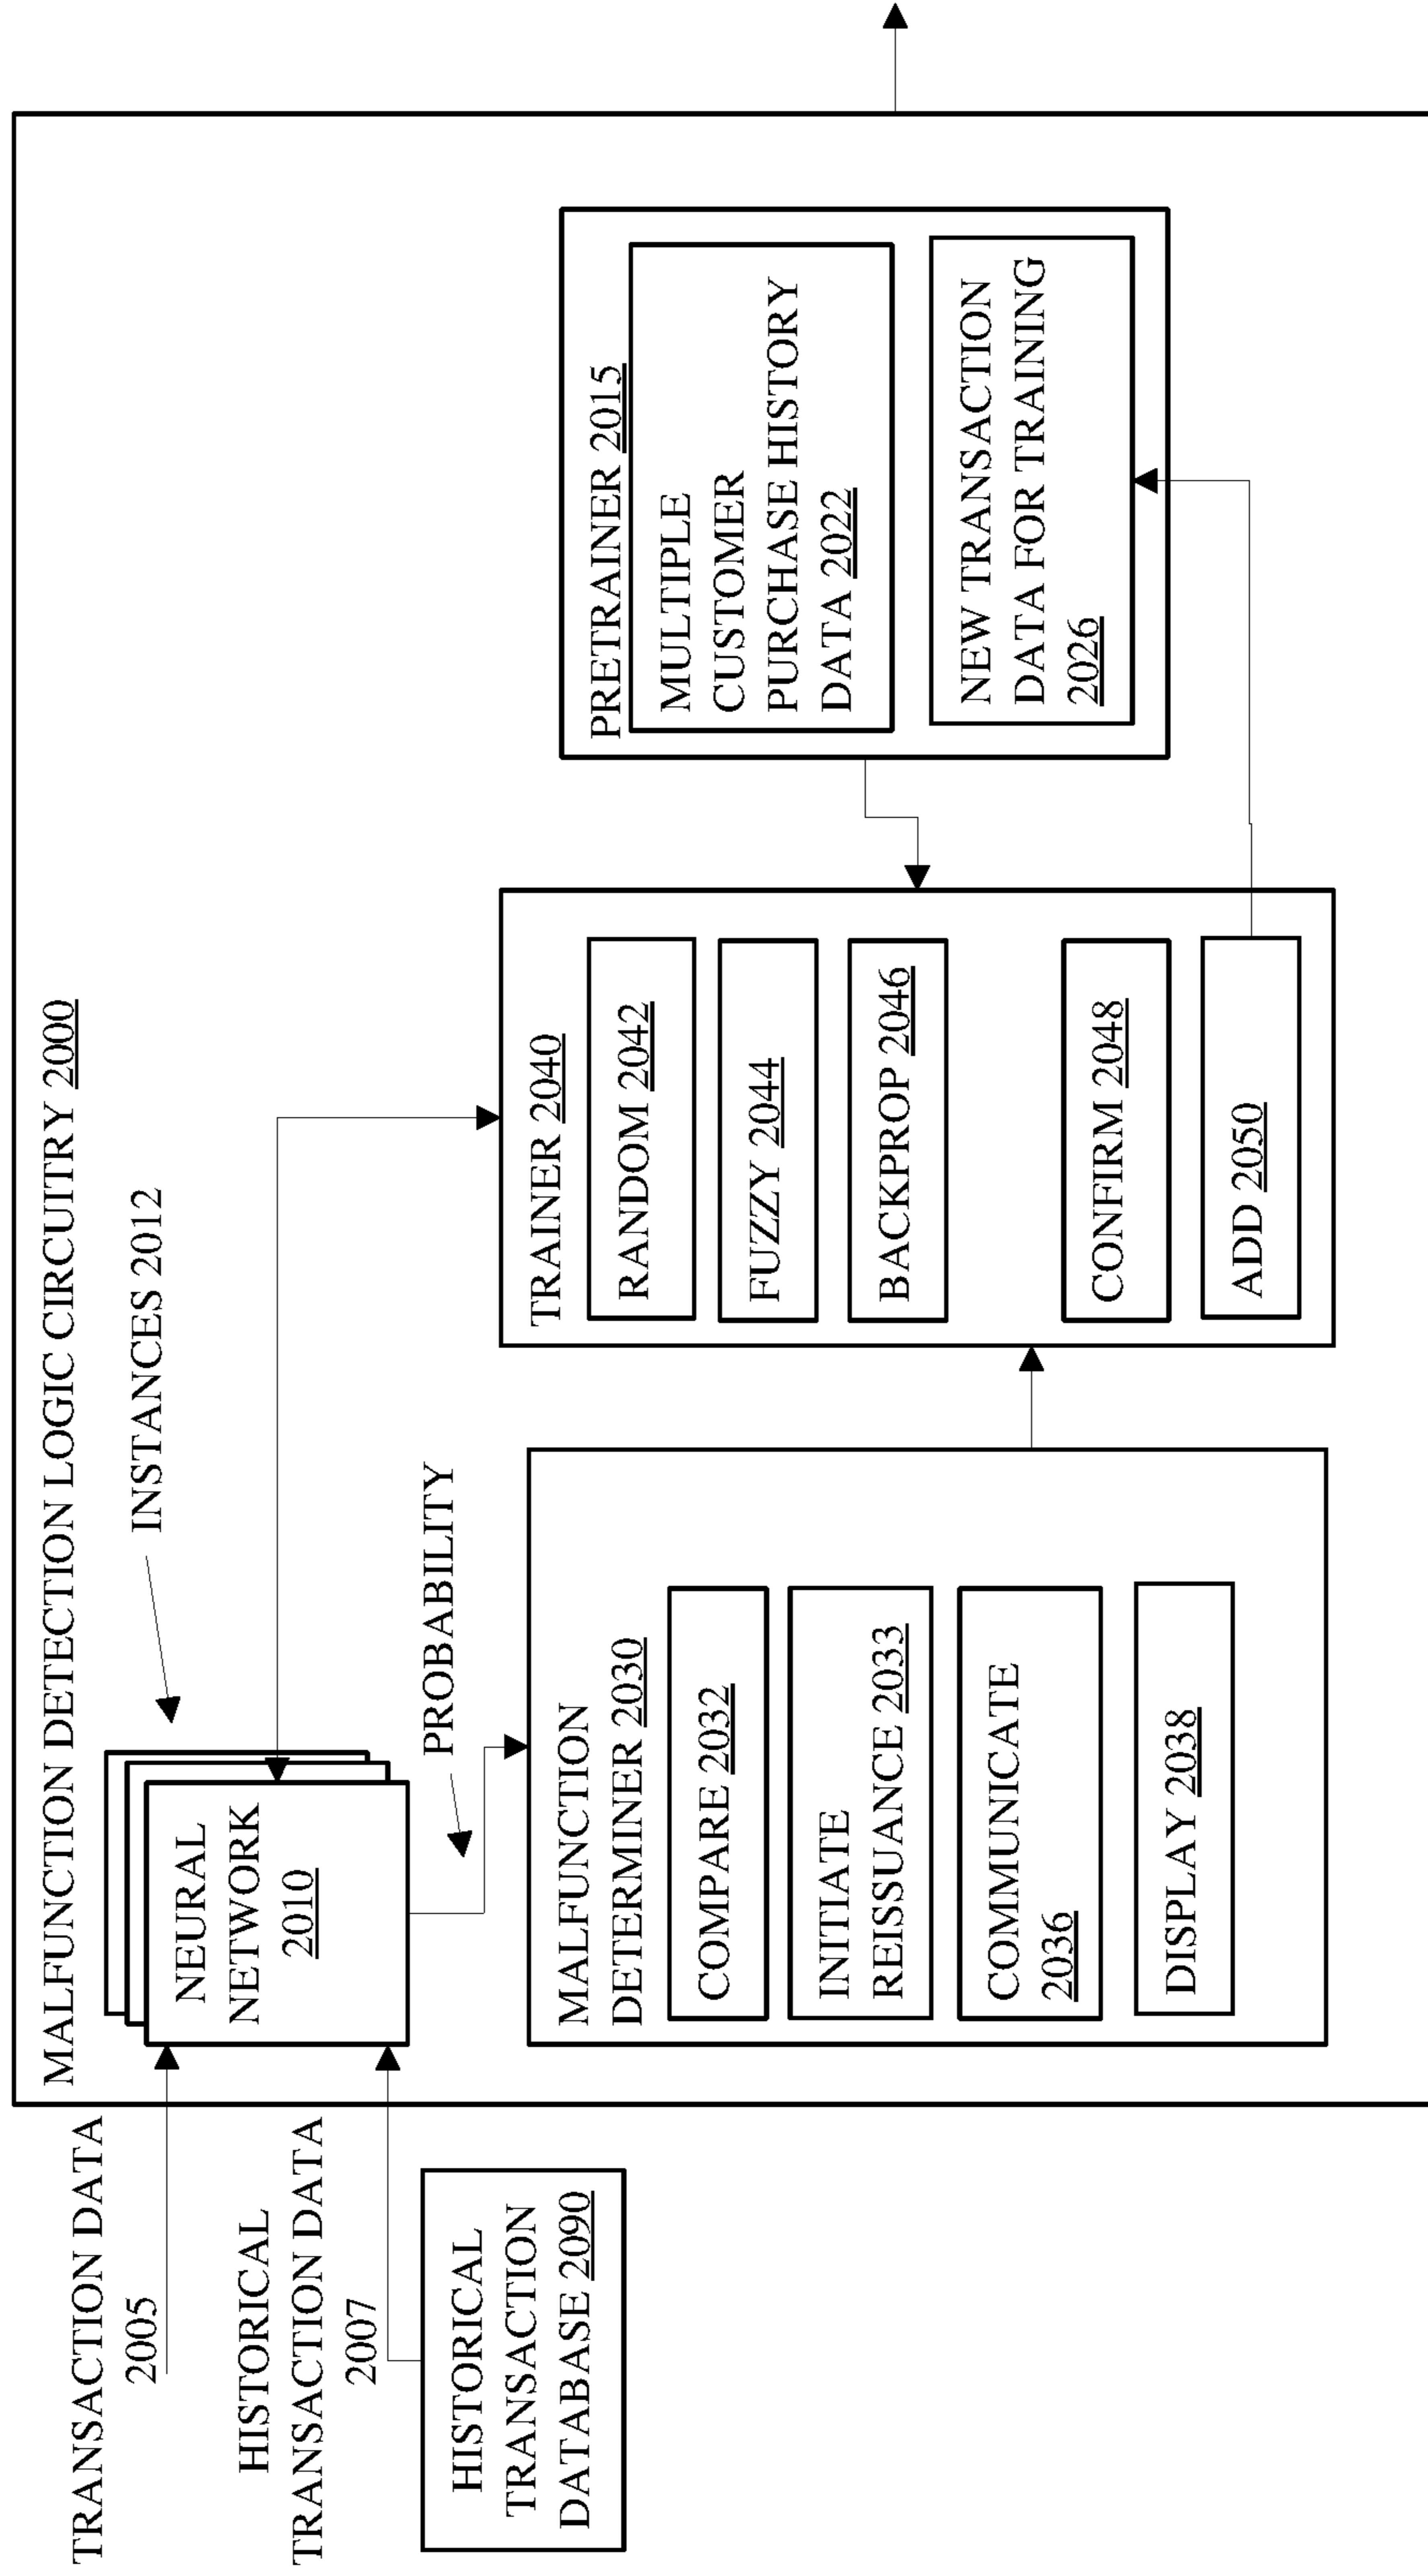 MALFUNCTION DETECTION LOGIC CIRCUITRY 2000
TRANSACTION DATA
2005
HISTORICAL
TRANSACTION DATA
2007
HISTORICAL
TRANSACTION
DATABASE 2090
NEURAL
NETWORK
2010
INSTANCES 2012
PROBABILITY
MALFUNCTION
DETERMINER 2030
COMPARE 2032
INITIATE
REISSUANCE 2033
COMMUNICATE
2036
DISPLAY 2038
TRAINER 2040
RANDOM 2042
FUZZY 2044
BACKPROP 2046
CONFIRM 2048
ADD 2050
PRETRAINER 2015
MULTIPLE
CUSTOMER
PURCHASE HISTORY
DATA 2022
NEW TRANSACTION
DATA FOR TRAINING
2026